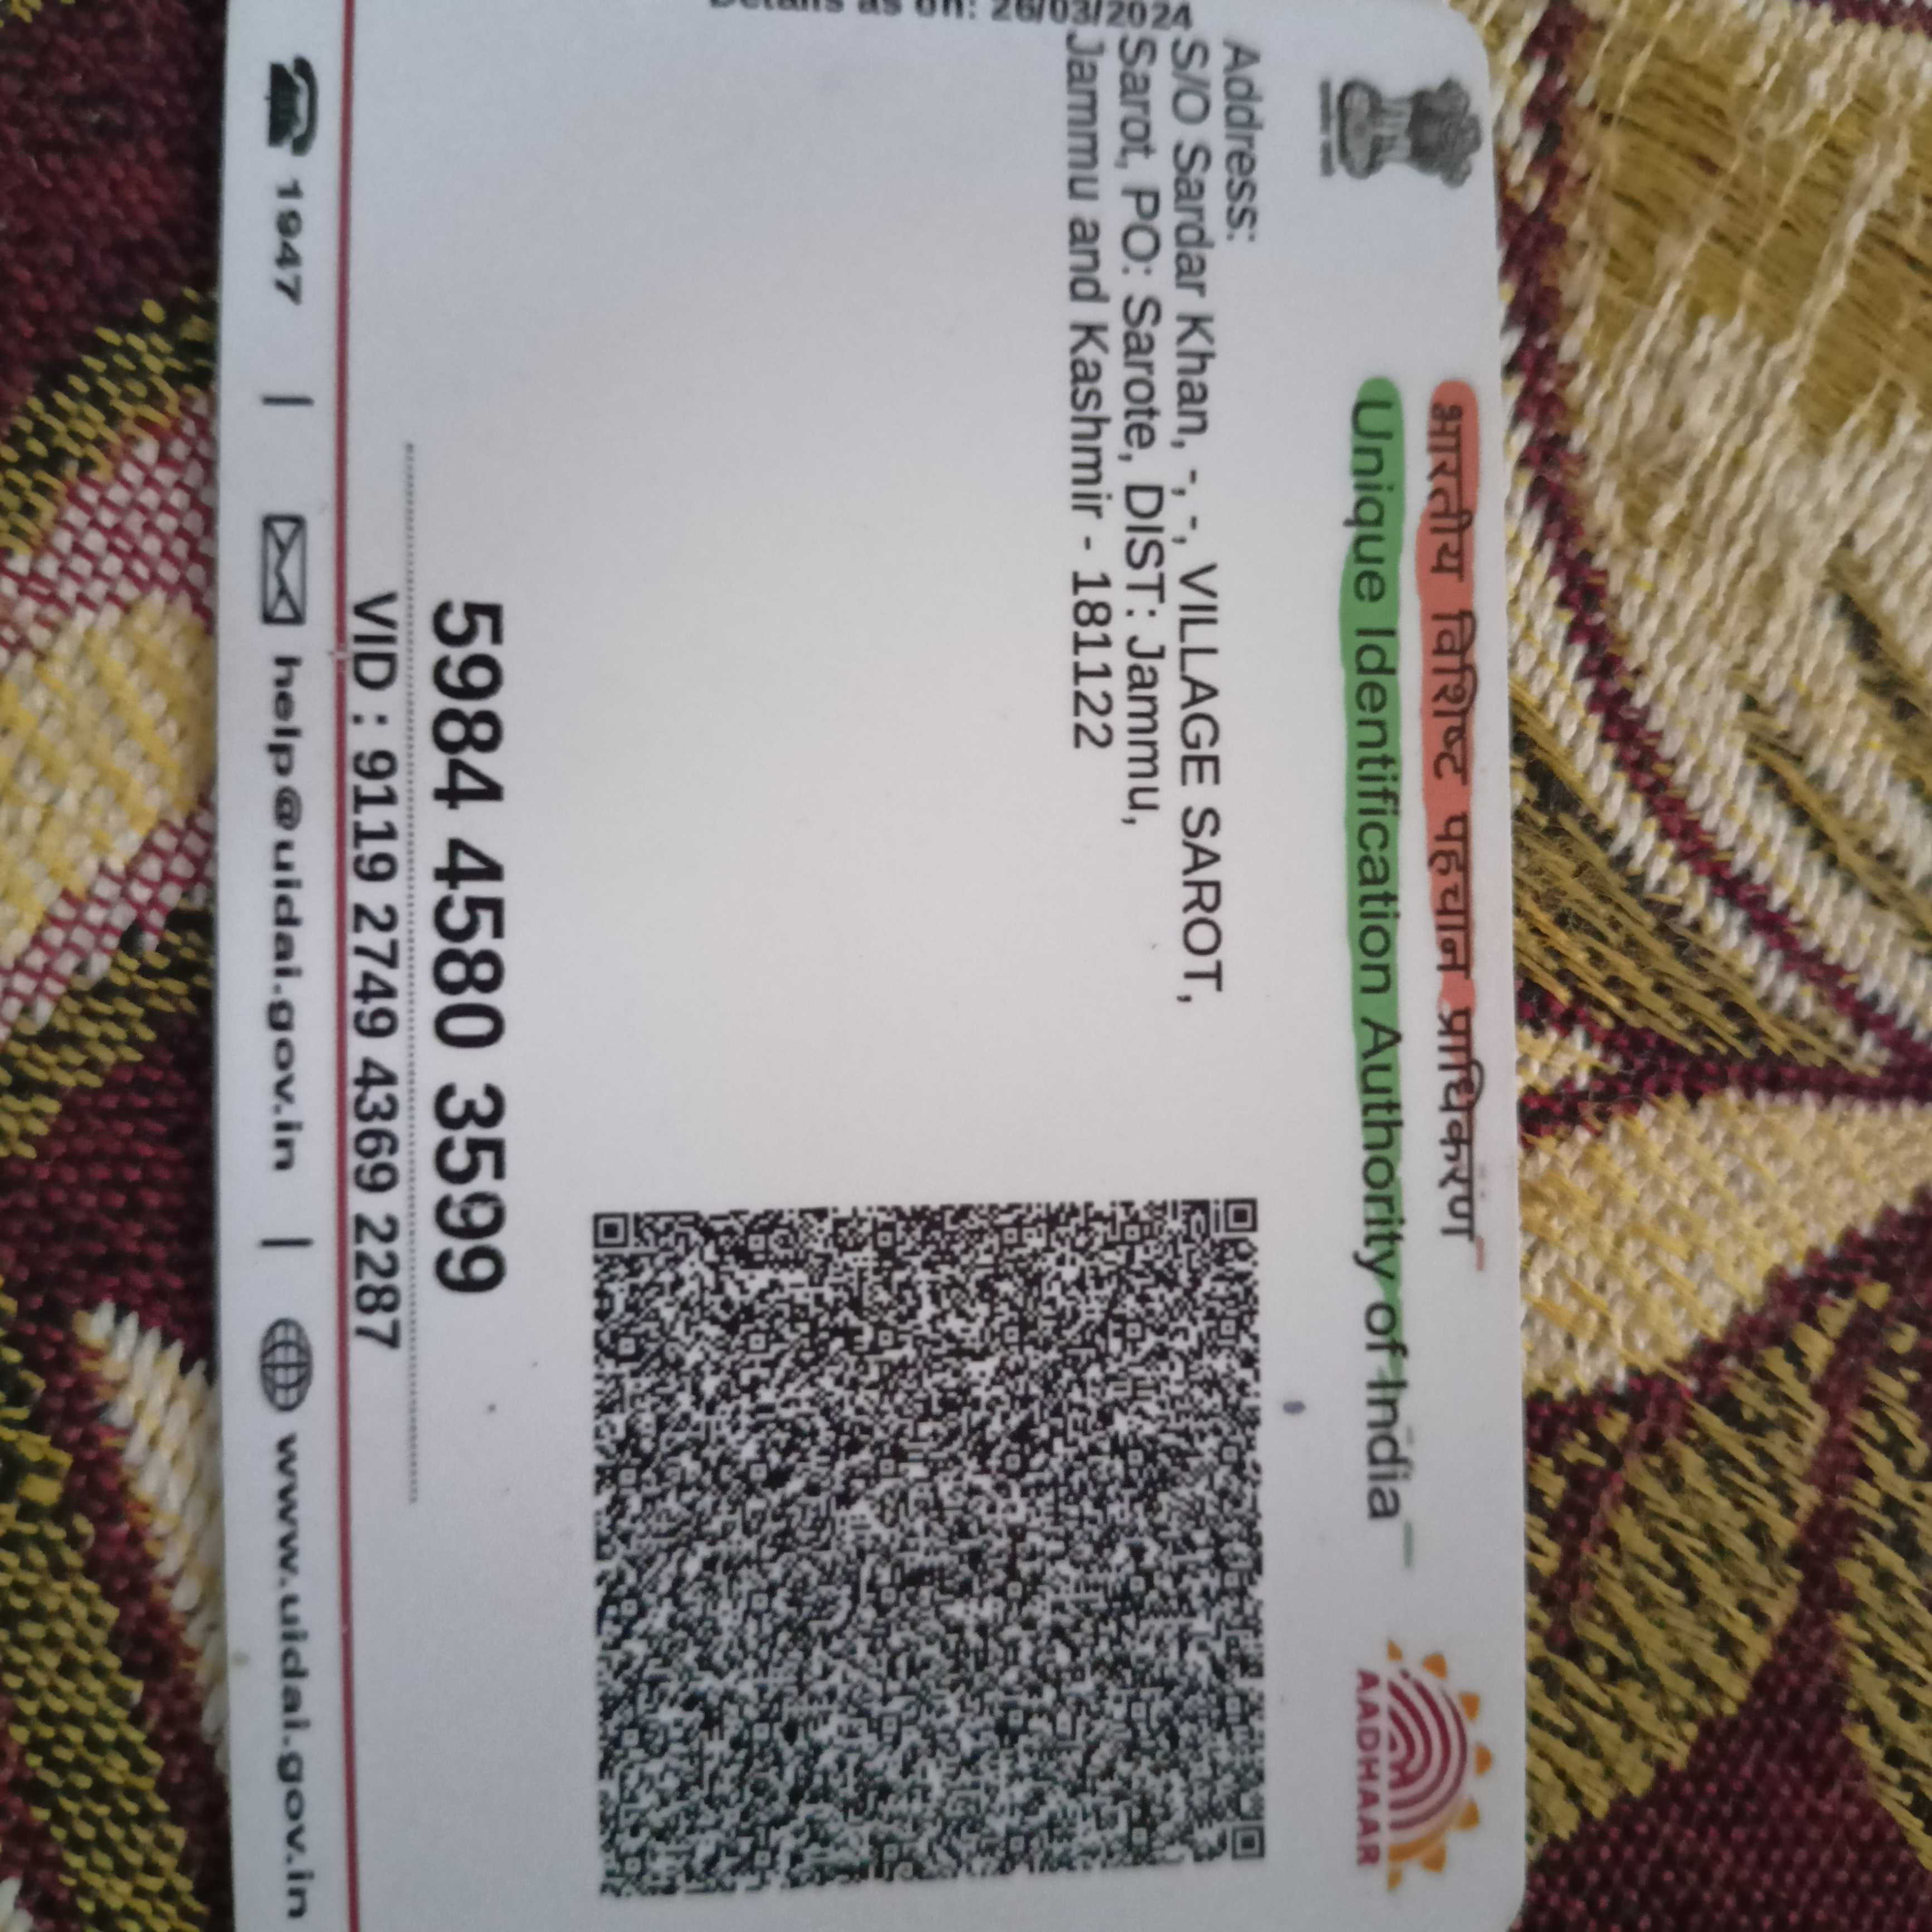 भारतीय विशिष्ट पहचान प्राधिकरण
Unique Identification Authority of India
AADHAAR
Details as on: 26/03/2024
Address:
S/O Sardar Khan, -, -, VILLAGE SAROT,
Sarot, PO: Sarote, DIST: Jammu,
Jammu and Kashmir - 181122
5984 4580 3599
VID : 9119 2749 4369 2287
1947 | help@uidai.gov.in | www.uidai.gov.in